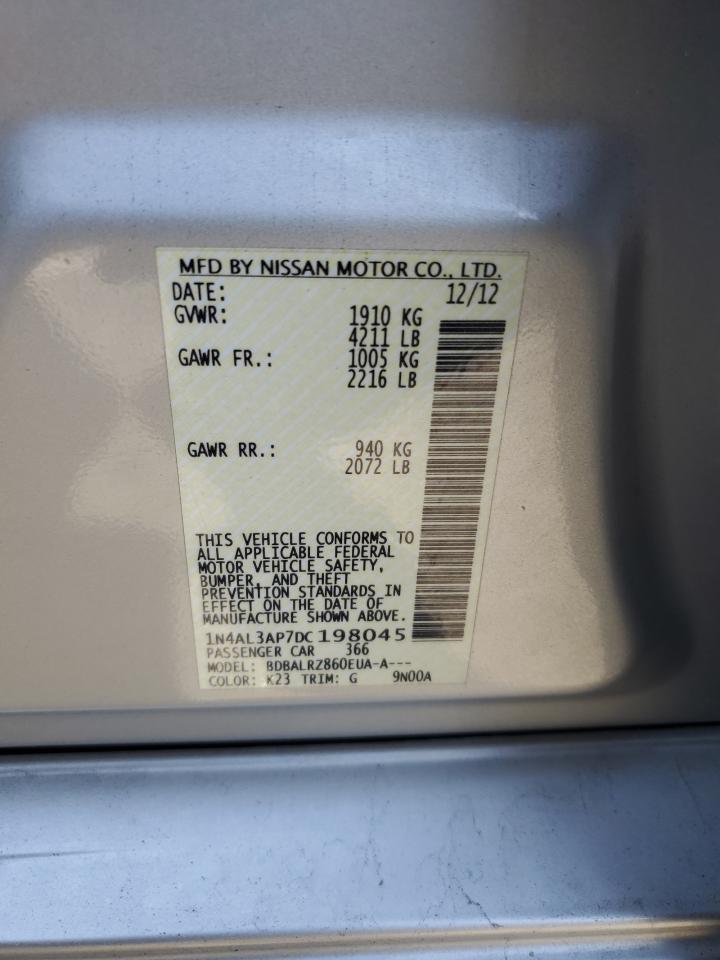 MFD BY NISSAN MOTOR CO., LTD.
DATE: 12/12
GVWR: 1910 KG
4211 LB
GAWR FR.: 1005 KG
2216 LB
GAWR RR.: 940 KG
2072 LB
THIS VEHICLE CONFORMS TO
ALL APPLICABLE FEDERAL
MOTOR VEHICLE SAFETY,
BUMPER, AND THEFT
PREVENTION STANDARDS IN
EFFECT ON THE DATE OF
MANUFACTURE SHOWN ABOVE.
1N4AL3AP7DC198045
PASSENGER CAR 366
MODEL: BDBALRZ860EUA-A---
COLOR: K23 TRIM: G 9N00A